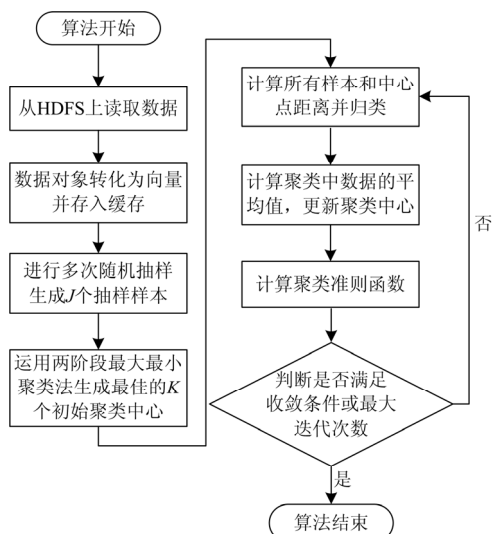 算法开始
从HDFS上读取数据
数据对象转化为向量
并存入缓存
进行多次随机抽样
生成J个抽样样本
运用两阶段最大最小
聚类法生成最佳的K
个初始聚类中心
计算所有样本和中心
点距离并归类
计算聚类中数据的平
均值，更新聚类中心
计算聚类准则函数
判断是否满足
收敛条件或最大
迭代次数
否
是
算法结束